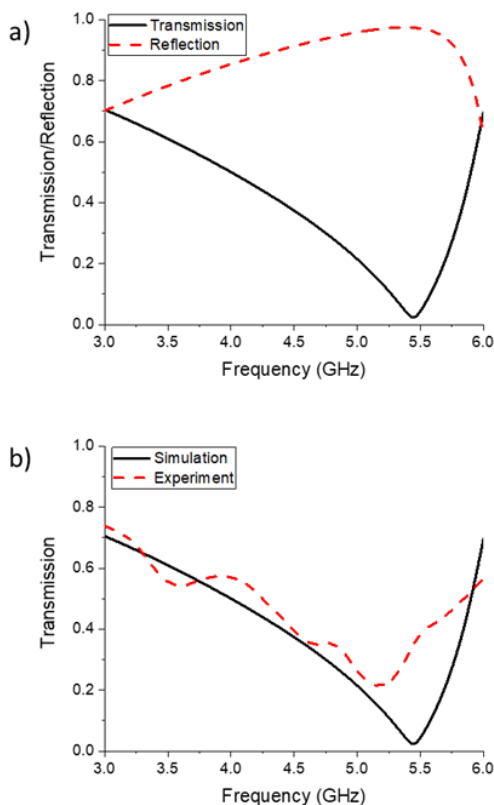 a)
Transmission
Reflection
Transmission/Reflection
1.0
0.8
0.6
0.4
0.2
0.0
3.0 3.5 4.0 4.5 5.0 5.5 6.0
Frequency (GHz)
b)
Simulation
Experiment
Transmission
1.0
0.8
0.6
0.4
0.2
0.0
3.0 3.5 4.0 4.5 5.0 5.5 6.0
Frequency (GHz)